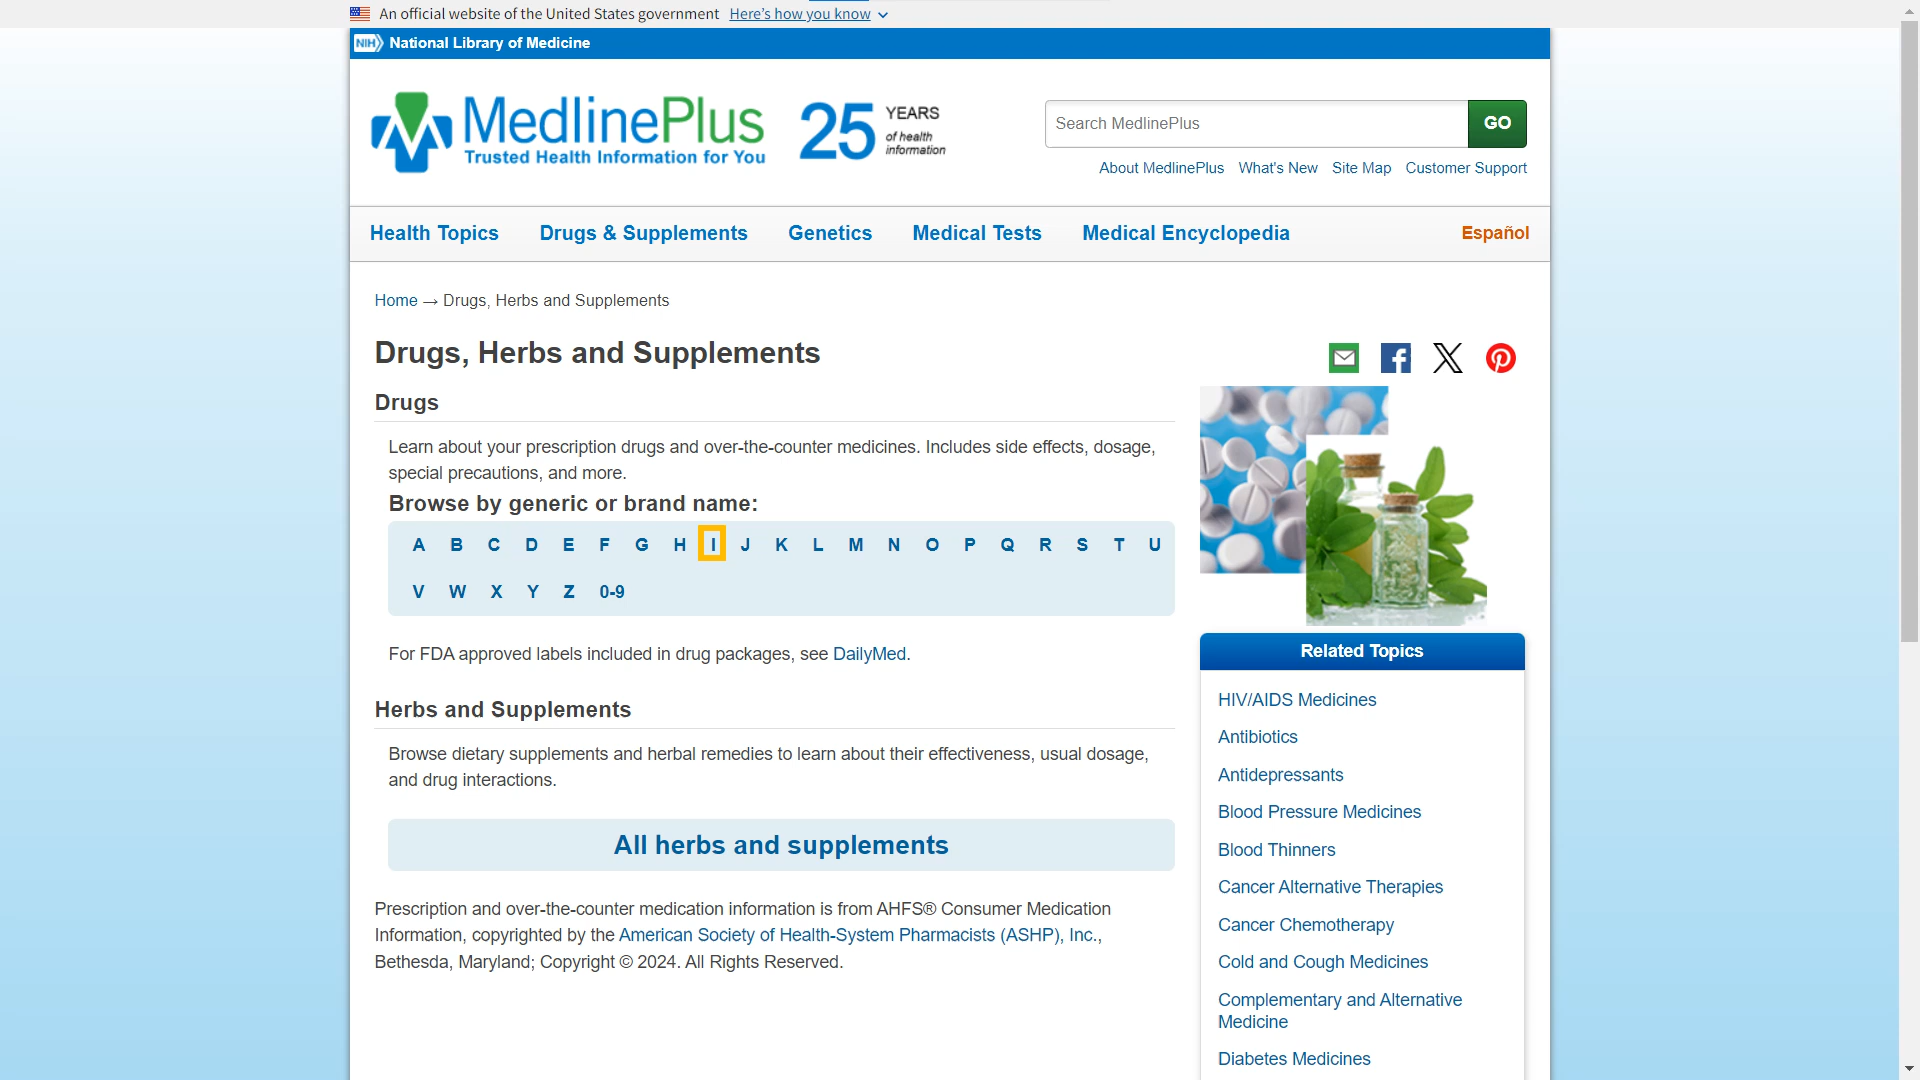 An official website of the United States government Here's how you know
NIH National Library of Medicine
MedlinePlus
Trusted Health Information for You
25 YEARS
of health
information
Search MedlinePlus
GO
About MedlinePlus What's New Site Map Customer Support
Health Topics Drugs & Supplements Genetics Medical Tests Medical Encyclopedia Español
Home → Drugs, Herbs and Supplements
Drugs, Herbs and Supplements
Drugs
Learn about your prescription drugs and over-the-counter medicines. Includes side effects, dosage,
special precautions, and more.
Browse by generic or brand name:
A B C D E F G H I J K L M N O P Q R S T U
V W X Y Z 0-9
For FDA approved labels included in drug packages, see DailyMed.
Herbs and Supplements
Browse dietary supplements and herbal remedies to learn about their effectiveness, usual dosage,
and drug interactions.
All herbs and supplements
Prescription and over-the-counter medication information is from AHFS® Consumer Medication
Information, copyrighted by the American Society of Health-System Pharmacists (ASHP), Inc.,
Bethesda, Maryland; Copyright © 2024. All Rights Reserved.
Related Topics
HIV/AIDS Medicines
Antibiotics
Antidepressants
Blood Pressure Medicines
Blood Thinners
Cancer Alternative Therapies
Cancer Chemotherapy
Cold and Cough Medicines
Complementary and Alternative
Medicine
Diabetes Medicines